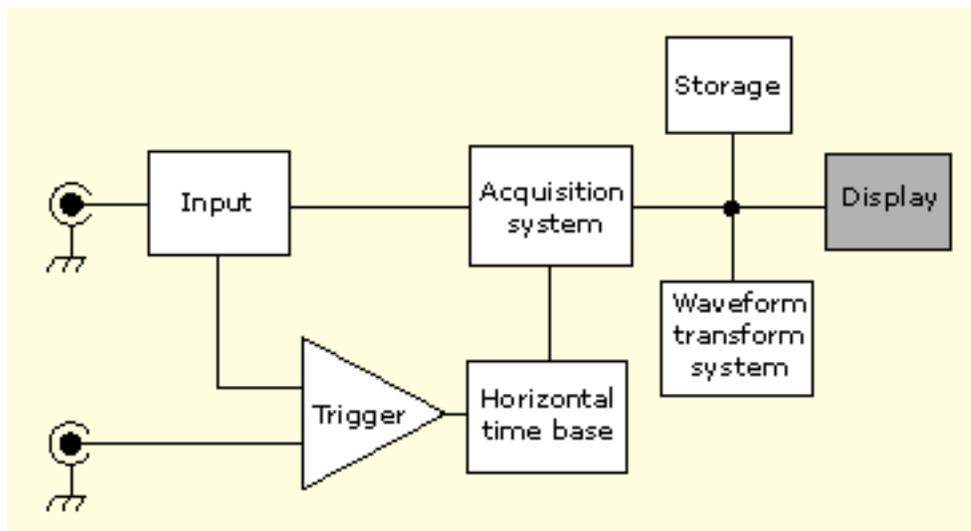 Storage
Input
Acquisition
system
Display
Waveform
transform
system
Trigger
Horizontal
time base